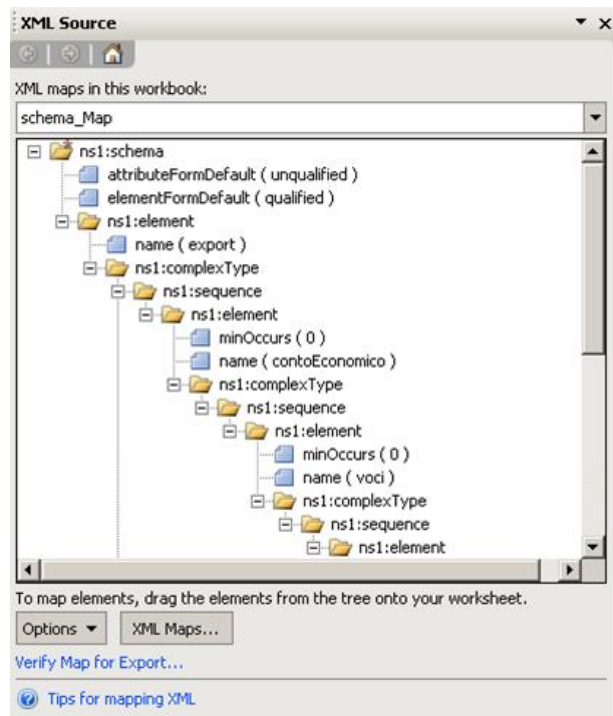 XML Source
XML maps in this workbook:
schema_Map
ns1:schema
attributeFormDefault ( unqualified )
elementFormDefault ( qualified )
ns1:element
name ( export )
ns1:complexType
ns1:sequence
ns1:element
minOccurs ( 0 )
name ( contoEconomico )
ns1:complexType
ns1:sequence
ns1:element
minOccurs ( 0 )
name ( voci )
ns1:complexType
ns1:sequence
ns1:element
To map elements, drag the elements from the tree onto your worksheet.
Options XML Maps...
Verify Map for Export...
Tips for mapping XML